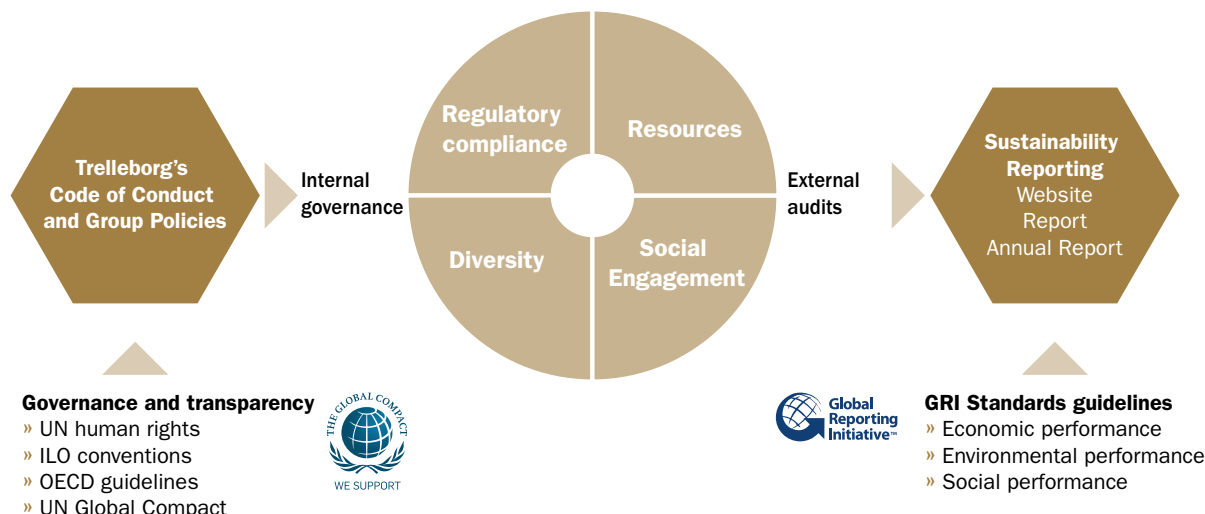 Trelleborg's
Code of Conduct
and Group Policies
Internal
governance
Regulatory
compliance
Resources
Diversity
Social
Engagement
External
audits
Sustainability
Reporting
Website
Report
Annual Report
Governance and transparency
» UN human rights
» ILO conventions
» OECD guidelines
» UN Global Compact
THE GLOBAL COMPACT
WE SUPPORT
Global
Reporting
Initiative™
GRI Standards guidelines
» Economic performance
» Environmental performance
» Social performance